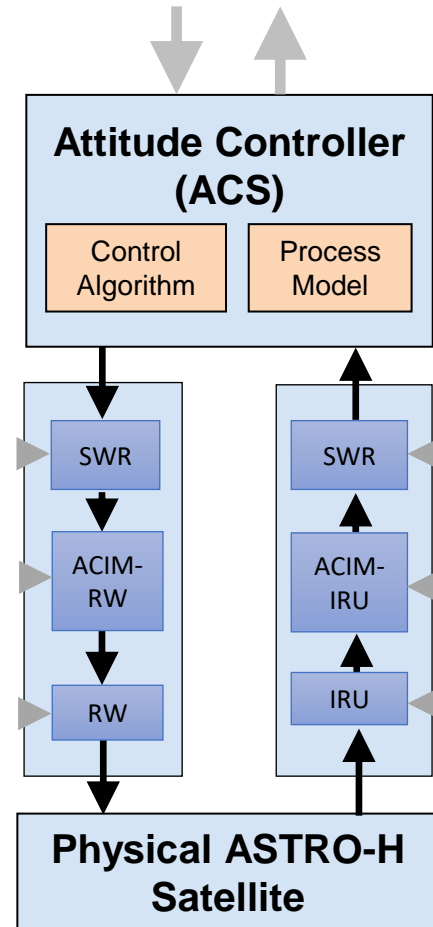 Attitude Controller
(ACS)
Control
Algorithm
Process
Model
SWR
ACIM-
RW
RW
SWR
ACIM-
IRU
IRU
Physical ASTRO-H
Satellite